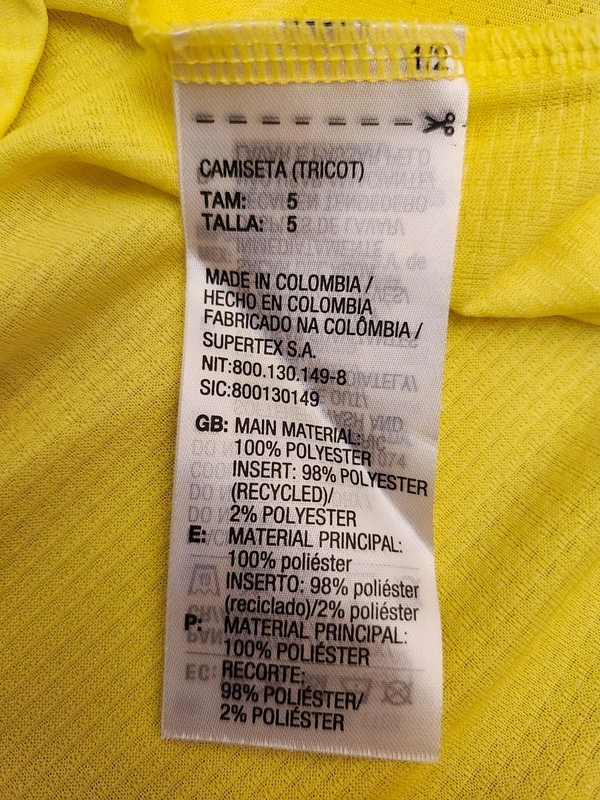 1/2
CAMISETA (TRICOT)
TAM: 5
TALLA: 5
MADE IN COLOMBIA /
HECHO EN COLOMBIA
FABRICADO NA COLÔMBIA /
SUPERTEX S.A.
NIT:800.130.149-8
SIC:800130149
GB: MAIN MATERIAL:
100% POLYESTER
INSERT: 98% POLYESTER
(RECYCLED)/
2% POLYESTER
E: MATERIAL PRINCIPAL:
100% poliéster
INSERTO: 98% poliéster
(reciclado)/2% poliéster
P: MATERIAL PRINCIPAL:
100% POLIÉSTER
RECORTE:
98% POLIÉSTER/
2% POLIÉSTER